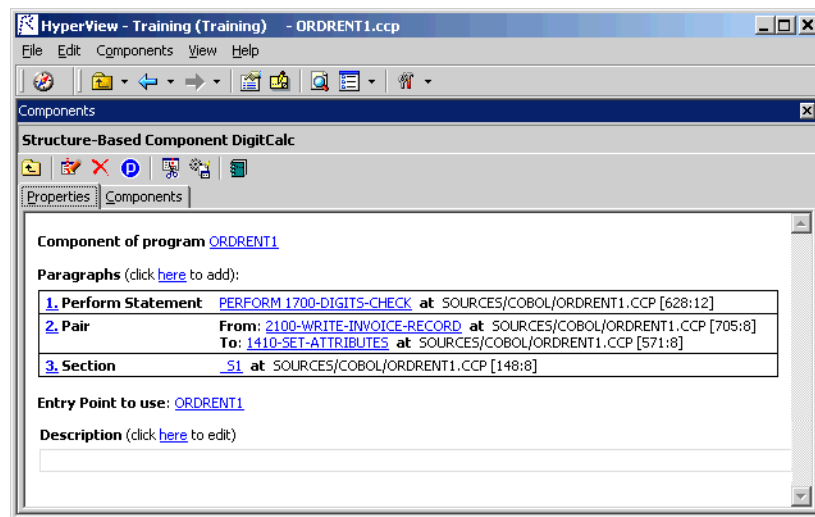 HyperView - Training (Training) - ORDRENT1.ccp
File Edit Components View Help
Components
Structure-Based Component DigitCalc
Properties Components
Component of program ORDRENT1
Paragraphs (click here to add):
1. Perform Statement PERFORM 1700-DIGITS-CHECK at SOURCES/COBOL/ORDRENT1.CCP [628:12]
2. Pair From: 2100-WRITE-INVOICE-RECORD at SOURCES/COBOL/ORDRENT1.CCP [705:8]
To: 1410-SET-ATTRIBUTES at SOURCES/COBOL/ORDRENT1.CCP [571:8]
3. Section _S1 at SOURCES/COBOL/ORDRENT1.CCP [148:8]
Entry Point to use: ORDRENT1
Description (click here to edit)